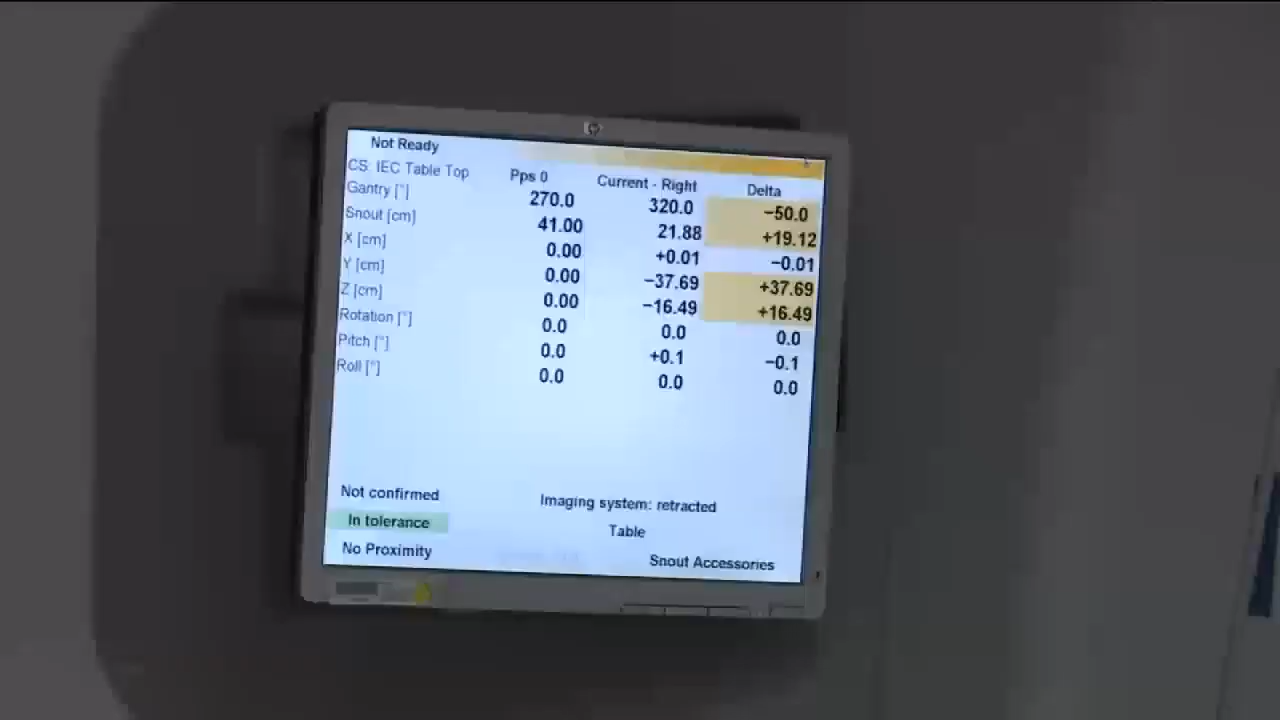 hp
Not Ready
CS: IEC Table Top Pps 0 Current - Right Delta
Gantry [°] 270.0 320.0 −50.0
Snout [cm] 41.00 21.88 +19.12
X [cm] 0.00 +0.01 −0.01
Y [cm] 0.00 −37.69 +37.69
Z [cm] 0.00 −16.49 +16.49
Rotation [°] 0.0 0.0 0.0
Pitch [°] 0.0 +0.1 −0.1
Roll [°] 0.0 0.0 0.0
Not confirmed Imaging system: retracted
In tolerance Table
No Proximity Snout Accessories